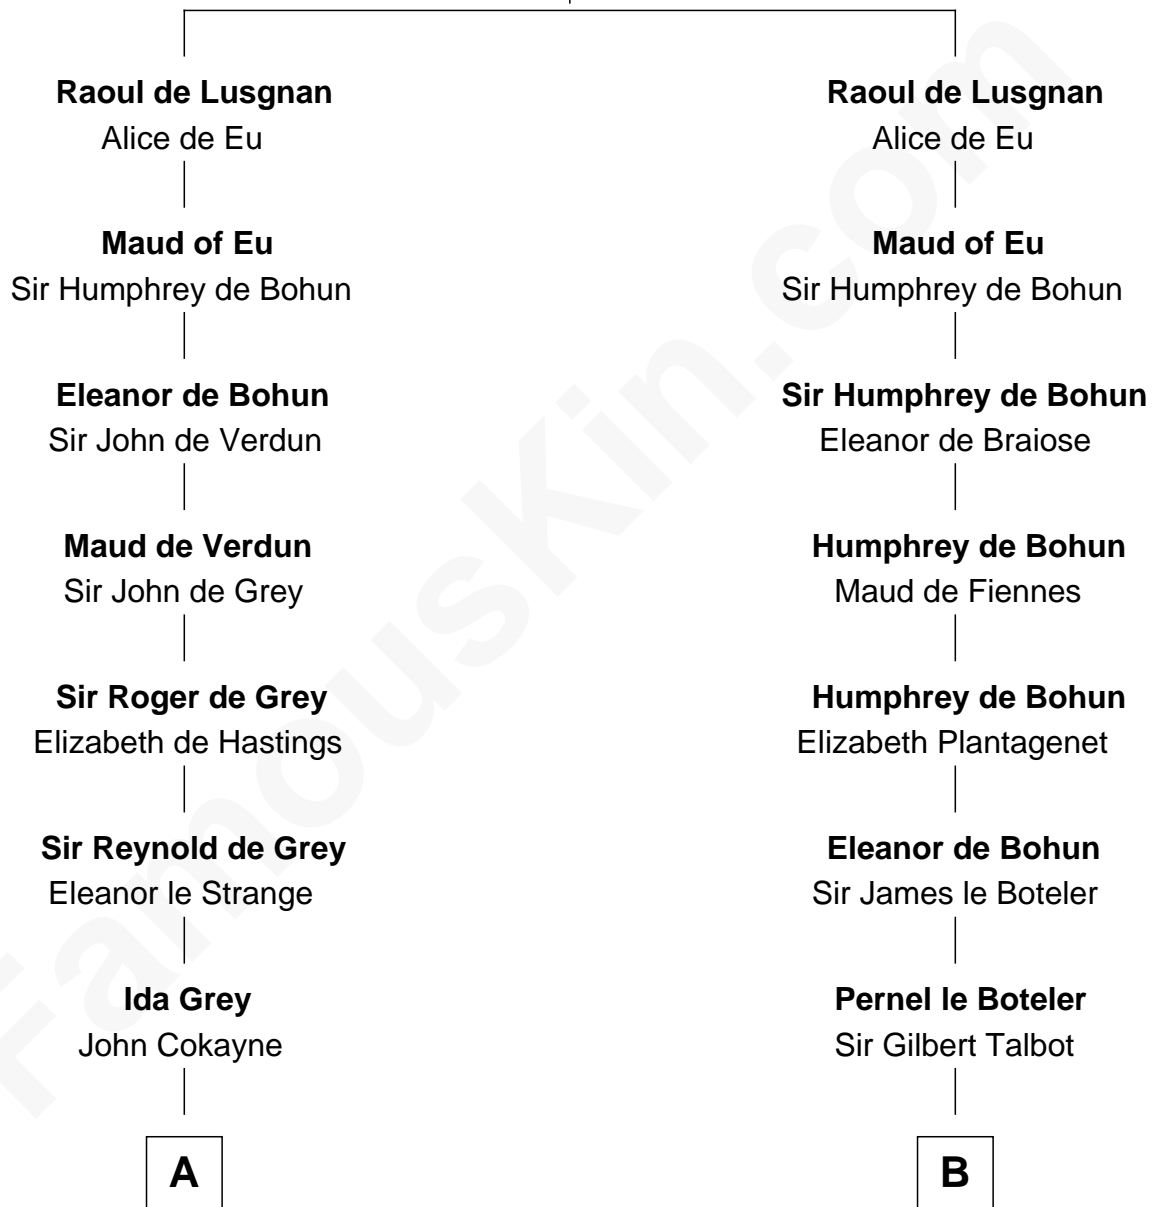 Raoul de Lusgnan
Alice de Eu
Maud of Eu
Sir Humphrey de Bohun
Eleanor de Bohun
Sir John de Verdun
Maud de Verdun
Sir John de Grey
Sir Roger de Grey
Elizabeth de Hastings
Sir Reynold de Grey
Eleanor le Strange
Ida Grey
John Cokayne
A
Raoul de Lusgnan
Alice de Eu
Maud of Eu
Sir Humphrey de Bohun
Sir Humphrey de Bohun
Eleanor de Braiose
Humphrey de Bohun
Maud de Fiennes
Humphrey de Bohun
Elizabeth Plantagenet
Eleanor de Bohun
Sir James le Boteler
Pernel le Boteler
Sir Gilbert Talbot
B
FamousKin.com